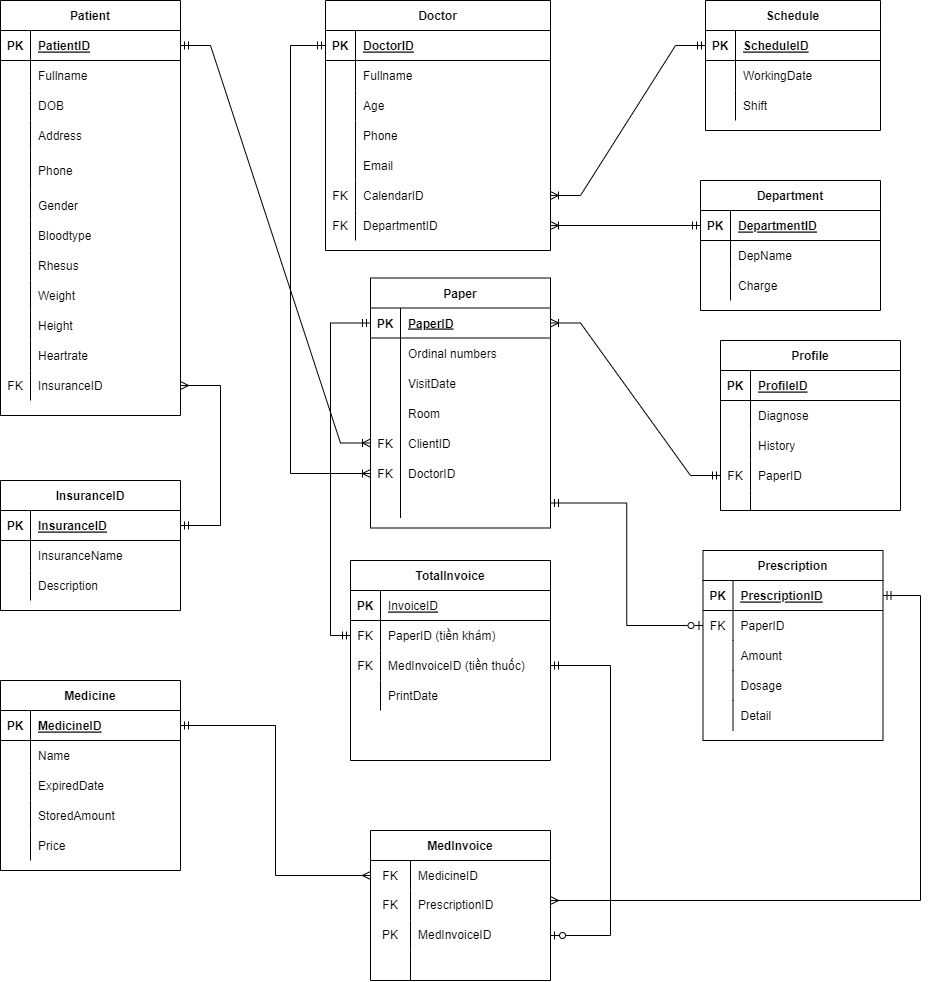 Patient
PK PatientID
Fullname
DOB
Address
Phone
Gender
Bloodtype
Rhesus
Weight
Height
Heartrate
FK InsuranceID
Doctor
PK DoctorID
Fullname
Age
Phone
Email
FK CalendarID
FK DepartmentID
Schedule
PK ScheduleID
WorkingDate
Shift
Department
PK DepartmentID
DepName
Charge
Paper
PK PaperID
Ordinal numbers
VisitDate
Room
FK ClientID
FK DoctorID
Profile
PK ProfileID
Diagnose
History
FK PaperID
InsuranceID
PK InsuranceID
InsuranceName
Description
TotalInvoice
PK InvoiceID
FK PaperID (tiền khám)
FK MedInvoiceID (tiền thuốc)
PrintDate
Prescription
PK PrescriptionID
FK PaperID
Amount
Dosage
Detail
Medicine
PK MedicineID
Name
ExpiredDate
StoredAmount
Price
MedInvoice
FK MedicineID
FK PrescriptionID
PK MedInvoiceID